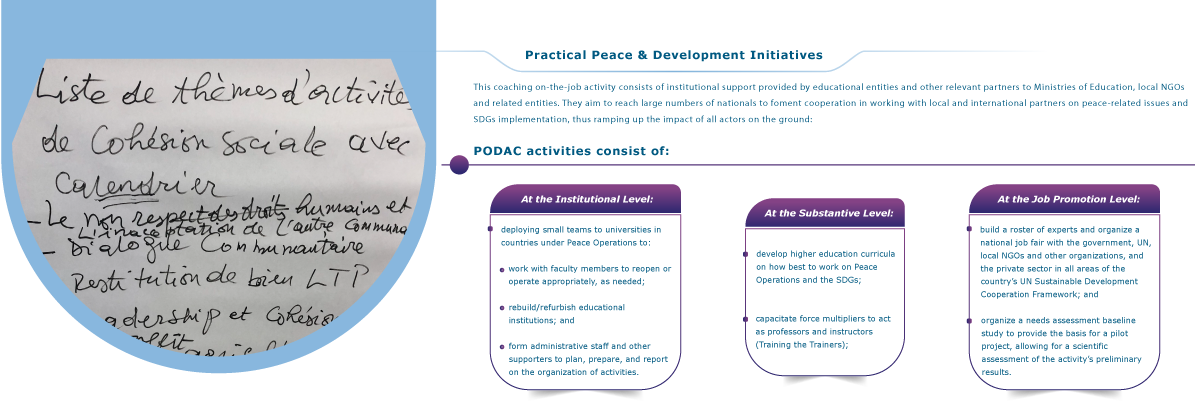 Liste de thèmes d'activités
de Cohésion sociale avec
Calendrier
- Le non respect des droits humains et
L'inacceptation de l'autre Communa
- Dialogue Communautaire
Restitution de bien LTP
adership et Cohésion
Practical Peace & Development Initiatives
This coaching on-the-job activity consists of institutional support provided by educational entities and other relevant partners to Ministries of Education, local NGOs
and related entities. They aim to reach large numbers of nationals to foment cooperation in working with local and international partners on peace-related issues and
SDGs implementation, thus ramping up the impact of all actors on the ground:
PODAC activities consist of:
At the Institutional Level:
deploying small teams to universities in
countries under Peace Operations to:
work with faculty members to reopen or
operate appropriately, as needed;
rebuild/refurbish educational
institutions; and
form administrative staff and other
supporters to plan, prepare, and report
on the organization of activities.
At the Substantive Level:
develop higher education curricula
on how best to work on Peace
Operations and the SDGs;
capacitate force multipliers to act
as professors and instructors
(Training the Trainers);
At the Job Promotion Level:
build a roster of experts and organize a
national job fair with the government, UN,
local NGOs and other organizations, and
the private sector in all areas of the
country's UN Sustainable Development
Cooperation Framework; and
organize a needs assessment baseline
study to provide the basis for a pilot
project, allowing for a scientific
assessment of the activity's preliminary
results.